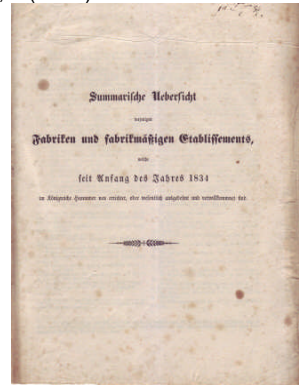 Summarische Uebersicht
derjenigen
Fabriken und fabrikmäßigen Etablissements,
welche
seit Anfang des Jahres 1834
im Königreiche Hannover neu errichtet, oder wesentlich ausgedehnt und vervollkommnet sind.